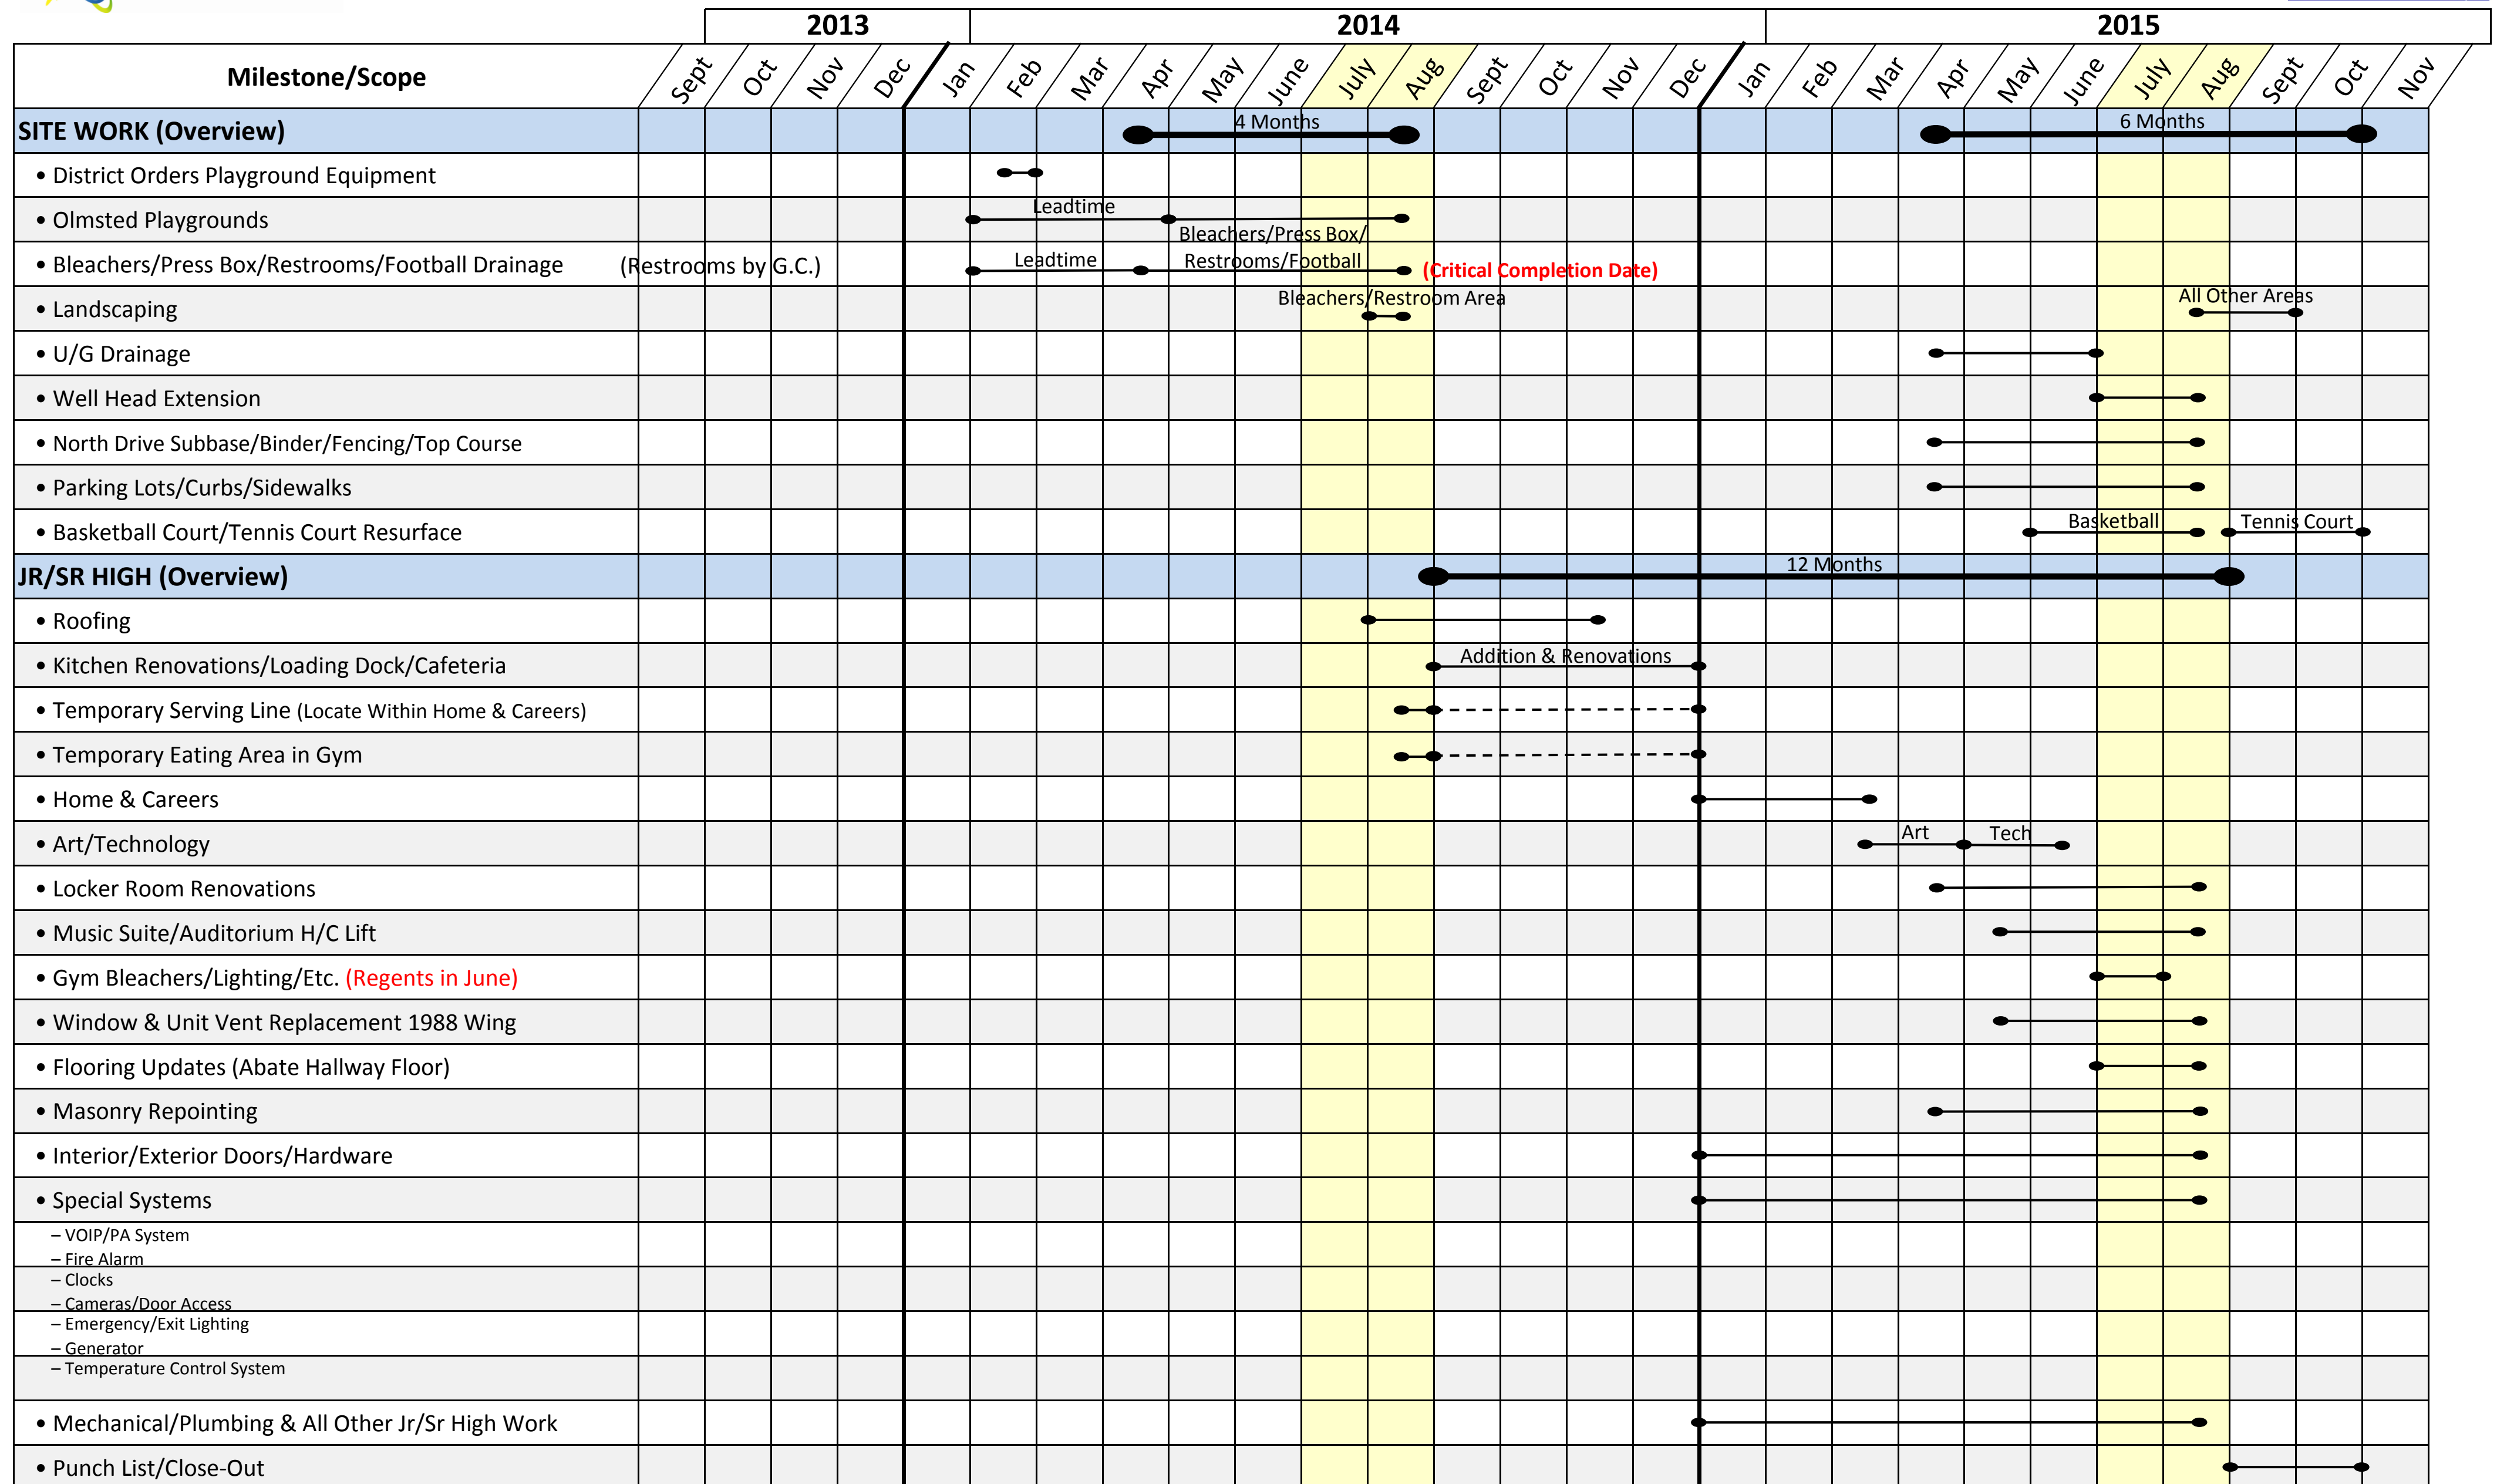 2013 2014 2015
Milestone/Scope Sept Oct Nov Dec Jan Feb Mar Apr May June July Aug Sept Oct Nov Dec Jan Feb Mar Apr May June July Aug Sept Oct Nov
SITE WORK (Overview) 4 Months 6 Months
• District Orders Playground Equipment
• Olmsted Playgrounds Leadtime
Bleachers/Press Box/
• Bleachers/Press Box/Restrooms/Football Drainage (Restrooms by G.C.) Leadtime Restrooms/Football (Critical Completion Date)
• Landscaping Bleachers/Restroom Area All Other Areas
• U/G Drainage
• Well Head Extension
• North Drive Subbase/Binder/Fencing/Top Course
• Parking Lots/Curbs/Sidewalks
• Basketball Court/Tennis Court Resurface Basketball Tennis Court
JR/SR HIGH (Overview) 12 Months
• Roofing
• Kitchen Renovations/Loading Dock/Cafeteria Addition & Renovations
• Temporary Serving Line (Locate Within Home & Careers)
• Temporary Eating Area in Gym
• Home & Careers
• Art/Technology Art Tech
• Locker Room Renovations
• Music Suite/Auditorium H/C Lift
• Gym Bleachers/Lighting/Etc. (Regents in June)
• Window & Unit Vent Replacement 1988 Wing
• Flooring Updates (Abate Hallway Floor)
• Masonry Repointing
• Interior/Exterior Doors/Hardware
• Special Systems
– VOIP/PA System
– Fire Alarm
– Clocks
– Cameras/Door Access
– Emergency/Exit Lighting
– Generator
– Temperature Control System
• Mechanical/Plumbing & All Other Jr/Sr High Work
• Punch List/Close-Out